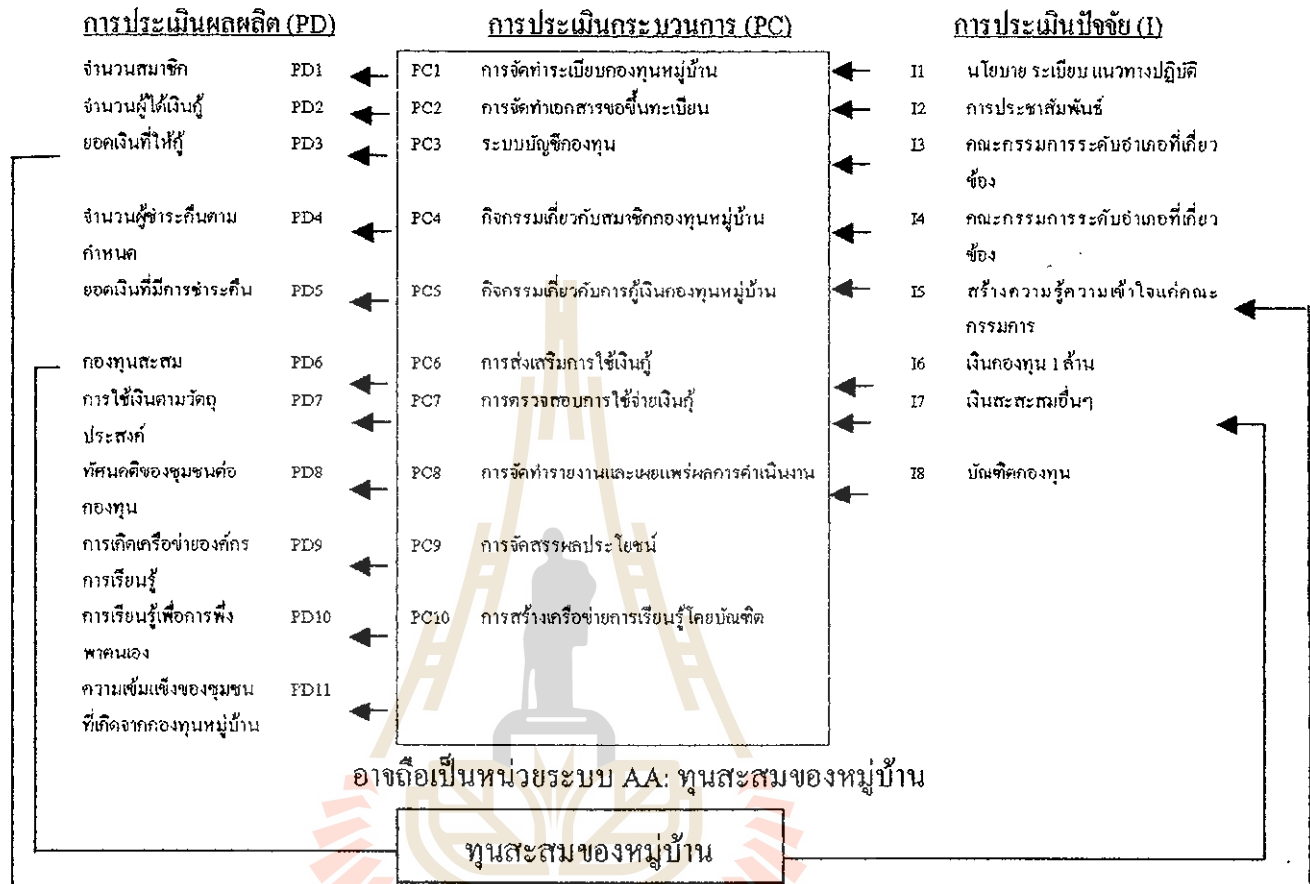 การประเมินผลผลิต (PD) การประเมินกระบวนการ (PC) การประเมินปัจจัย (I)
จำนวนสมาชิก PD1 PC1 การจัดทำระเบียบกองทุนหมู่บ้าน I1 นโยบาย ระเบียบ แนวทางปฏิบัติ
จำนวนผู้ได้เงินกู้ PD2 PC2 การจัดทำเอกสารขอขึ้นทะเบียน I2 การประชาสัมพันธ์
ยอดเงินที่ให้กู้ PD3 PC3 ระบบบัญชีกองทุน I3 คณะกรรมการระดับอำเภอที่เกี่ยว
ข้อง
จำนวนผู้ชำระคืนตาม PD4 PC4 กิจกรรมเกี่ยวกับสมาชิกกองทุนหมู่บ้าน I4 คณะกรรมการระดับอำเภอที่เกี่ยว
กำหนด ข้อง
ยอดเงินที่มีการชำระคืน PD5 PC5 กิจกรรมเกี่ยวกับการกู้เงินกองทุนหมู่บ้าน I5 สร้างความรู้ความเข้าใจแก่คณะ
กรรมการ
กองทุนสะสม PD6 PC6 การส่งเสริมการใช้เงินกู้ I6 เงินกองทุน 1 ล้าน
การใช้เงินตามวัตถุ PD7 PC7 การตรวจสอบการใช้จ่ายเงินกู้ I7 เงินสะสมอื่นๆ
ประสงค์
ทัศนคติของชุมชนต่อ PD8 PC8 การจัดทำรายงานและเผยแพร่ผลการดำเนินงาน I8 บัณฑิตกองทุน
กองทุน
การเกิดเครือข่ายองค์กร PD9 PC9 การจัดสรรผลประโยชน์
การเรียนรู้
การเรียนรู้เพื่อการพึ่ง PD10 PC10 การสร้างเครือข่ายการเรียนรู้โดยบัณฑิต
พาตนเอง
ความเข้มแข็งของชุมชน PD11
ที่เกิดจากกองทุนหมู่บ้าน
อาจถือเป็นหน่วยระบบ AA: ทุนสะสมของหมู่บ้าน
ทุนสะสมของหมู่บ้าน